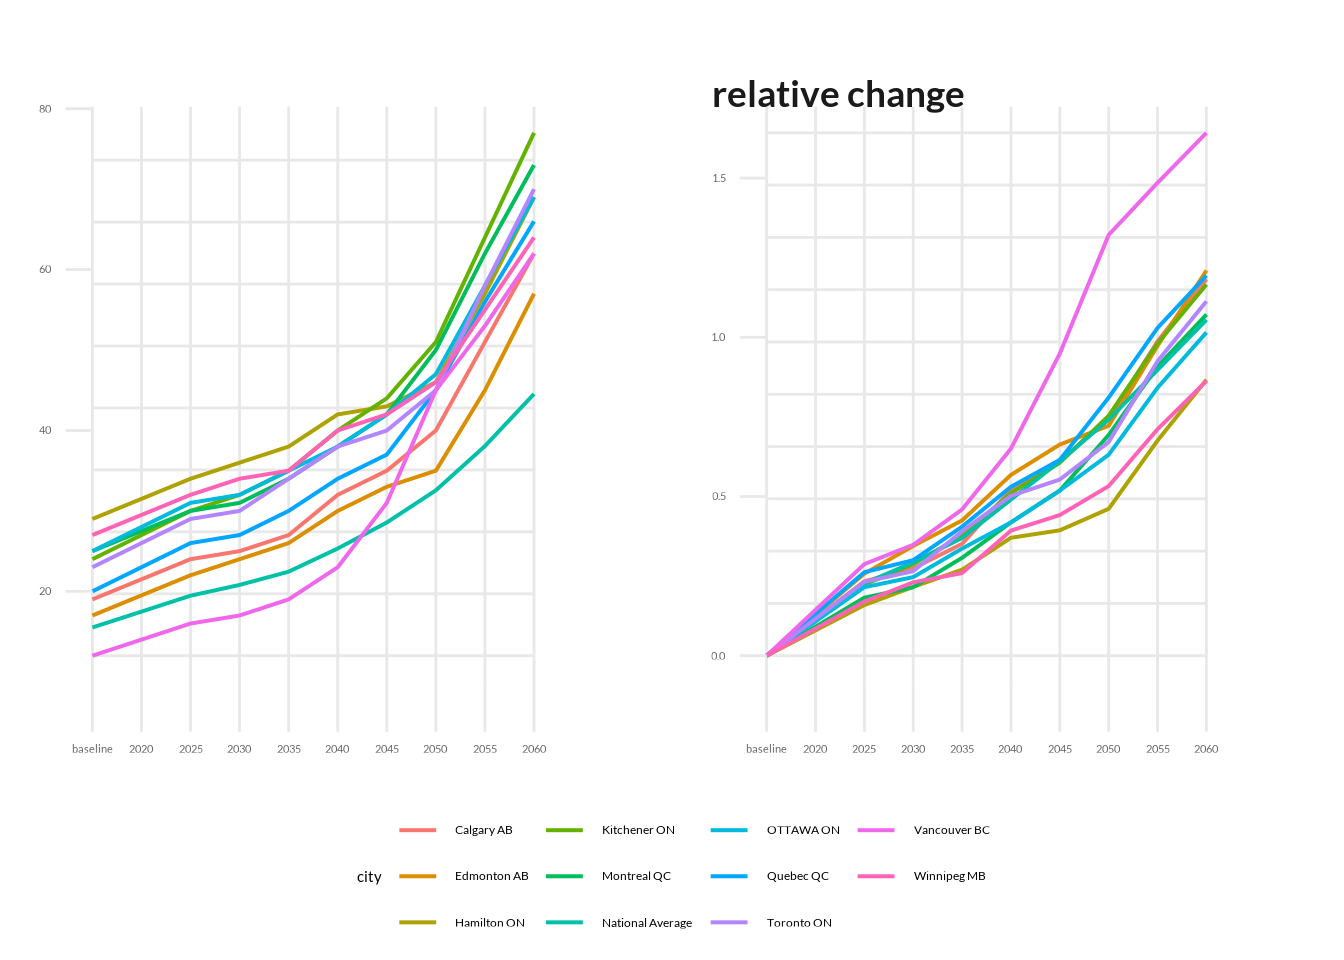 relative change
80
60
40
20
baseline 2020 2025 2030 2035 2040 2045 2050 2055 2060
1.5
1.0
0.5
0.0
baseline 2020 2025 2030 2035 2040 2045 2050 2055 2060
city
Calgary AB
Edmonton AB
Hamilton ON
Kitchener ON
Montreal QC
National Average
OTTAWA ON
Quebec QC
Toronto ON
Vancouver BC
Winnipeg MB